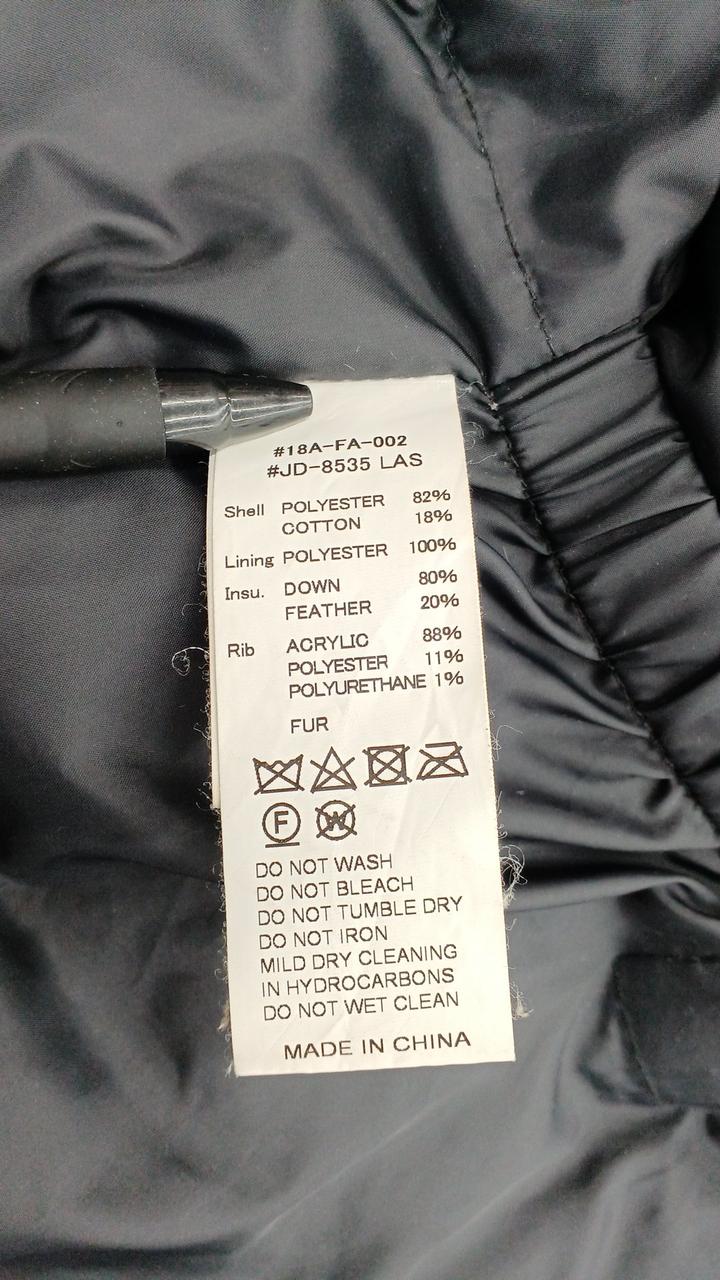 #18A-FA-002
#JD-8535 LAS
Shell POLYESTER 82%
COTTON 18%
Lining POLYESTER 100%
Insu. DOWN 80%
FEATHER 20%
Rib ACRYLIC 88%
POLYESTER 11%
POLYURETHANE 1%
FUR
F W
DO NOT WASH
DO NOT BLEACH
DO NOT TUMBLE DRY
DO NOT IRON
MILD DRY CLEANING
IN HYDROCARBONS
DO NOT WET CLEAN
MADE IN CHINA